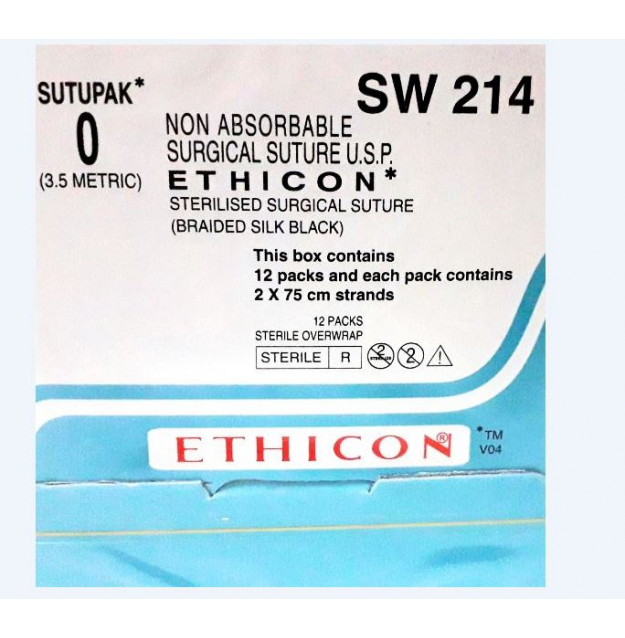 SUTUPAK*
0
(3.5 METRIC)
SW 214
NON ABSORBABLE
SURGICAL SUTURE U.S.P.
ETHICON*
STERILISED SURGICAL SUTURE
(BRAIDED SILK BLACK)
This box contains
12 packs and each pack contains
2 X 75 cm strands
12 PACKS
STERILE OVERWRAP
STERILE R
2
2
ETHICON®
*TM
V04